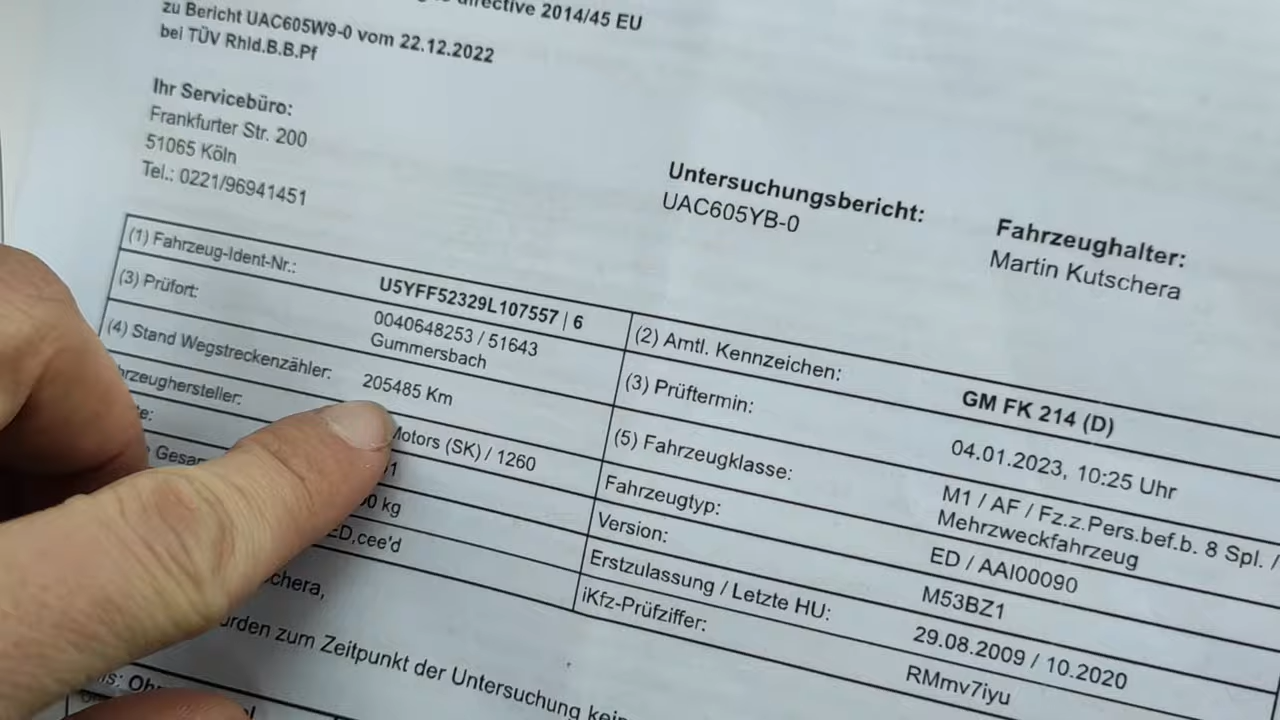 directive 2014/45 EU
zu Bericht UAC605W9-0 vom 22.12.2022
bei TÜV Rhld.B.B.Pf
Ihr Servicebüro:
Frankfurter Str. 200
51065 Köln
Tel.: 0221/96941451
Untersuchungsbericht:
UAC605YB-0
Fahrzeughalter:
Martin Kutschera
(1) Fahrzeug-Ident-Nr.:
U5YFF52329L107557 | 6
(2) Amtl. Kennzeichen:
GM FK 214 (D)
(3) Prüfort:
0040648253 / 51643
Gummersbach
(3) Prüftermin:
04.01.2023, 10:25 Uhr
(4) Stand Wegstreckenzähler:
205485 Km
(5) Fahrzeugklasse:
M1 / AF / Fz.z.Pers.bef.b. 8 Spl. /
Mehrzweckfahrzeug
rzeughersteller:
Motors (SK) / 1260
Fahrzeugtyp:
ED / AAI00090
Version:
M53BZ1
kg
Erstzulassung / Letzte HU:
29.08.2009 / 10.2020
ED,cee'd
iKfz-Prüfziffer:
RMmv7iyu
chera,
urden zum Zeitpunkt der Untersuchung kein